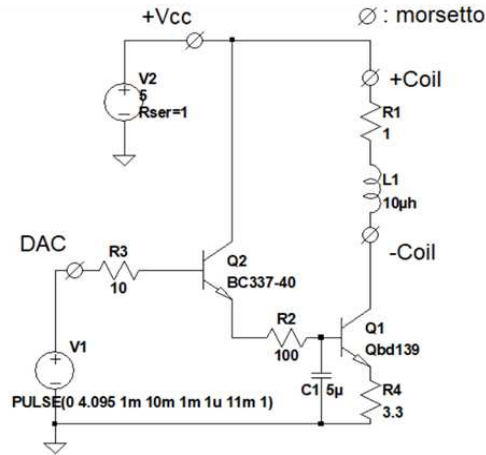 +Vcc
: morsetto
V2
5
Rser=1
+Coil
R1
1
L1
10µh
-Coil
DAC
R3
10
Q2
BC337-40
R2
100
Q1
Qbd139
V1
C1 5µ
R4
3.3
PULSE(0 4.095 1m 10m 1m 1u 11m 1)